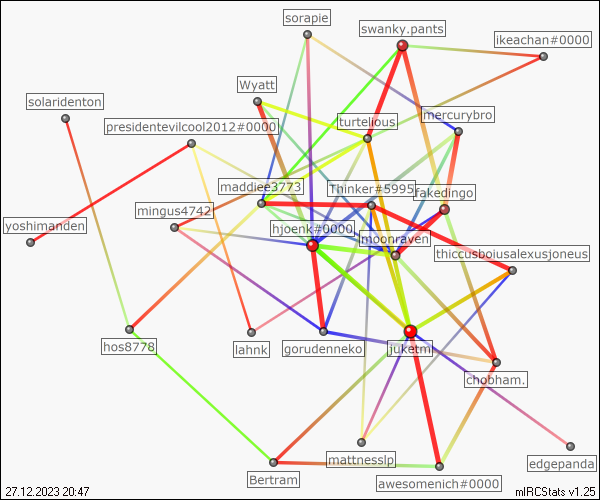 sorapie
swanky.pants
ikeachan#0000
Wyatt
solaridenton
mercurybro
turtelious
presidentevilcool2012#0000
maddiee3773
Thinker#5995
fakedingo
mingus4742
yoshimanden
hjoenk#0000
moonraven
thiccusboiusalexusjoneus
hos8778
lahnk
gorudenneko
juketmi
chobham.
mattnesslp
edgepanda
Bertram
awesomenich#0000
27.12.2023 20:47
mIRCStats v1.25